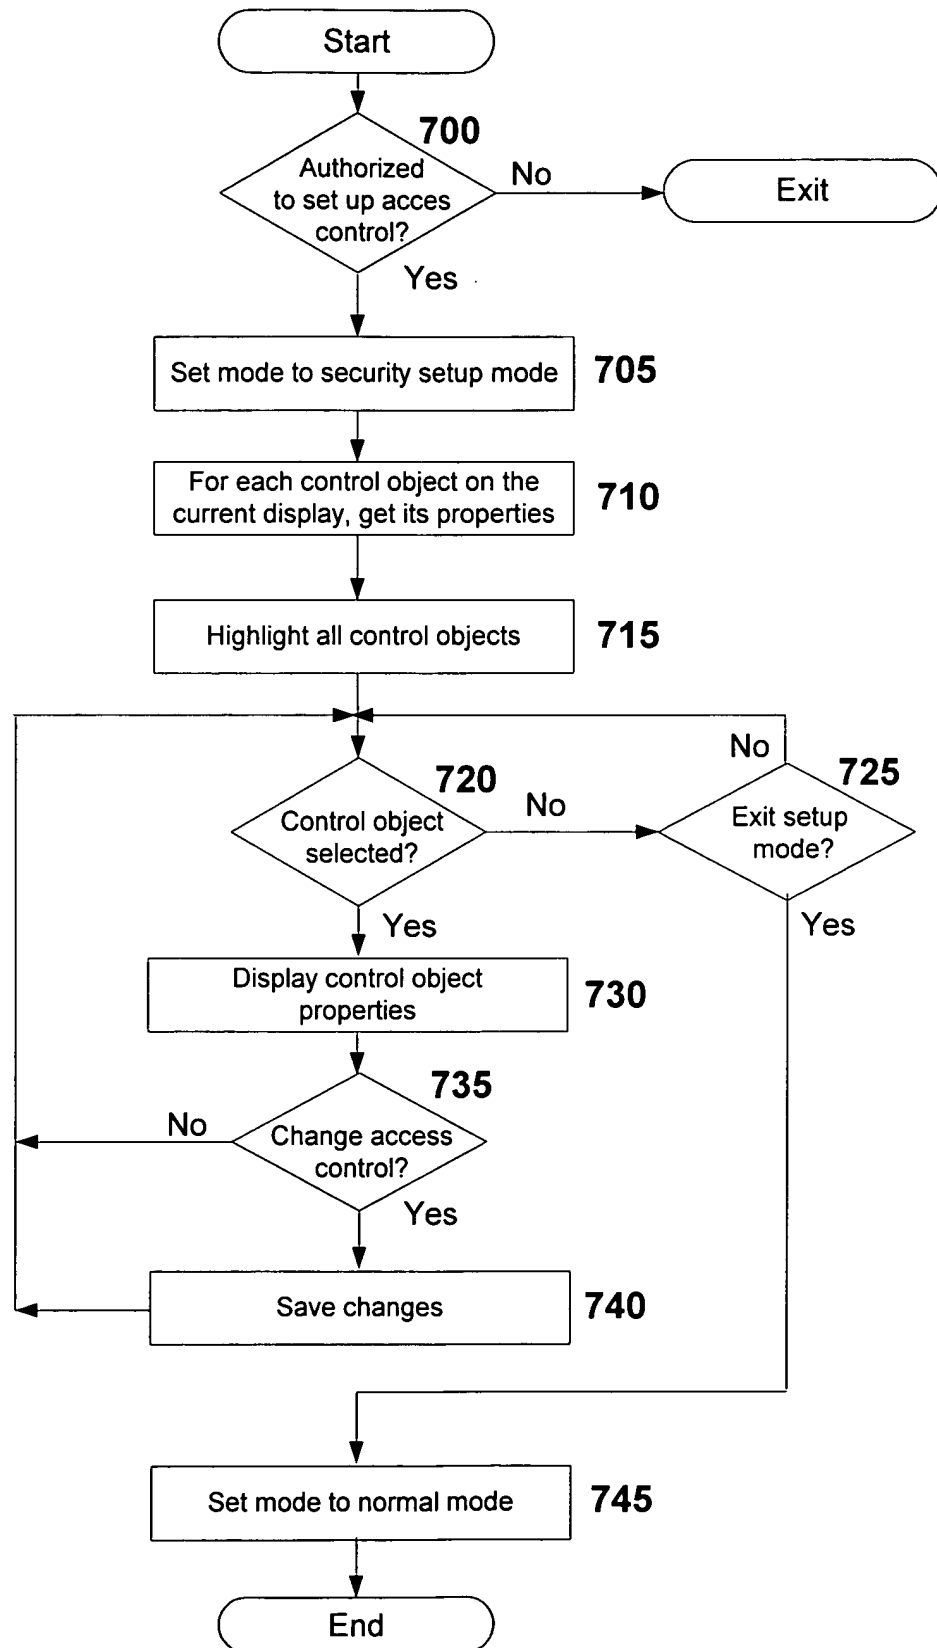 Start
700
Authorized
to set up acces
control?
No
Exit
Yes
Set mode to security setup mode
705
For each control object on the
current display, get its properties
710
Highlight all control objects
715
No
720
725
Control object
selected?
No
Exit setup
mode?
Yes
Yes
Display control object
properties
730
735
No
Change access
control?
Yes
Save changes
740
Set mode to normal mode
745
End